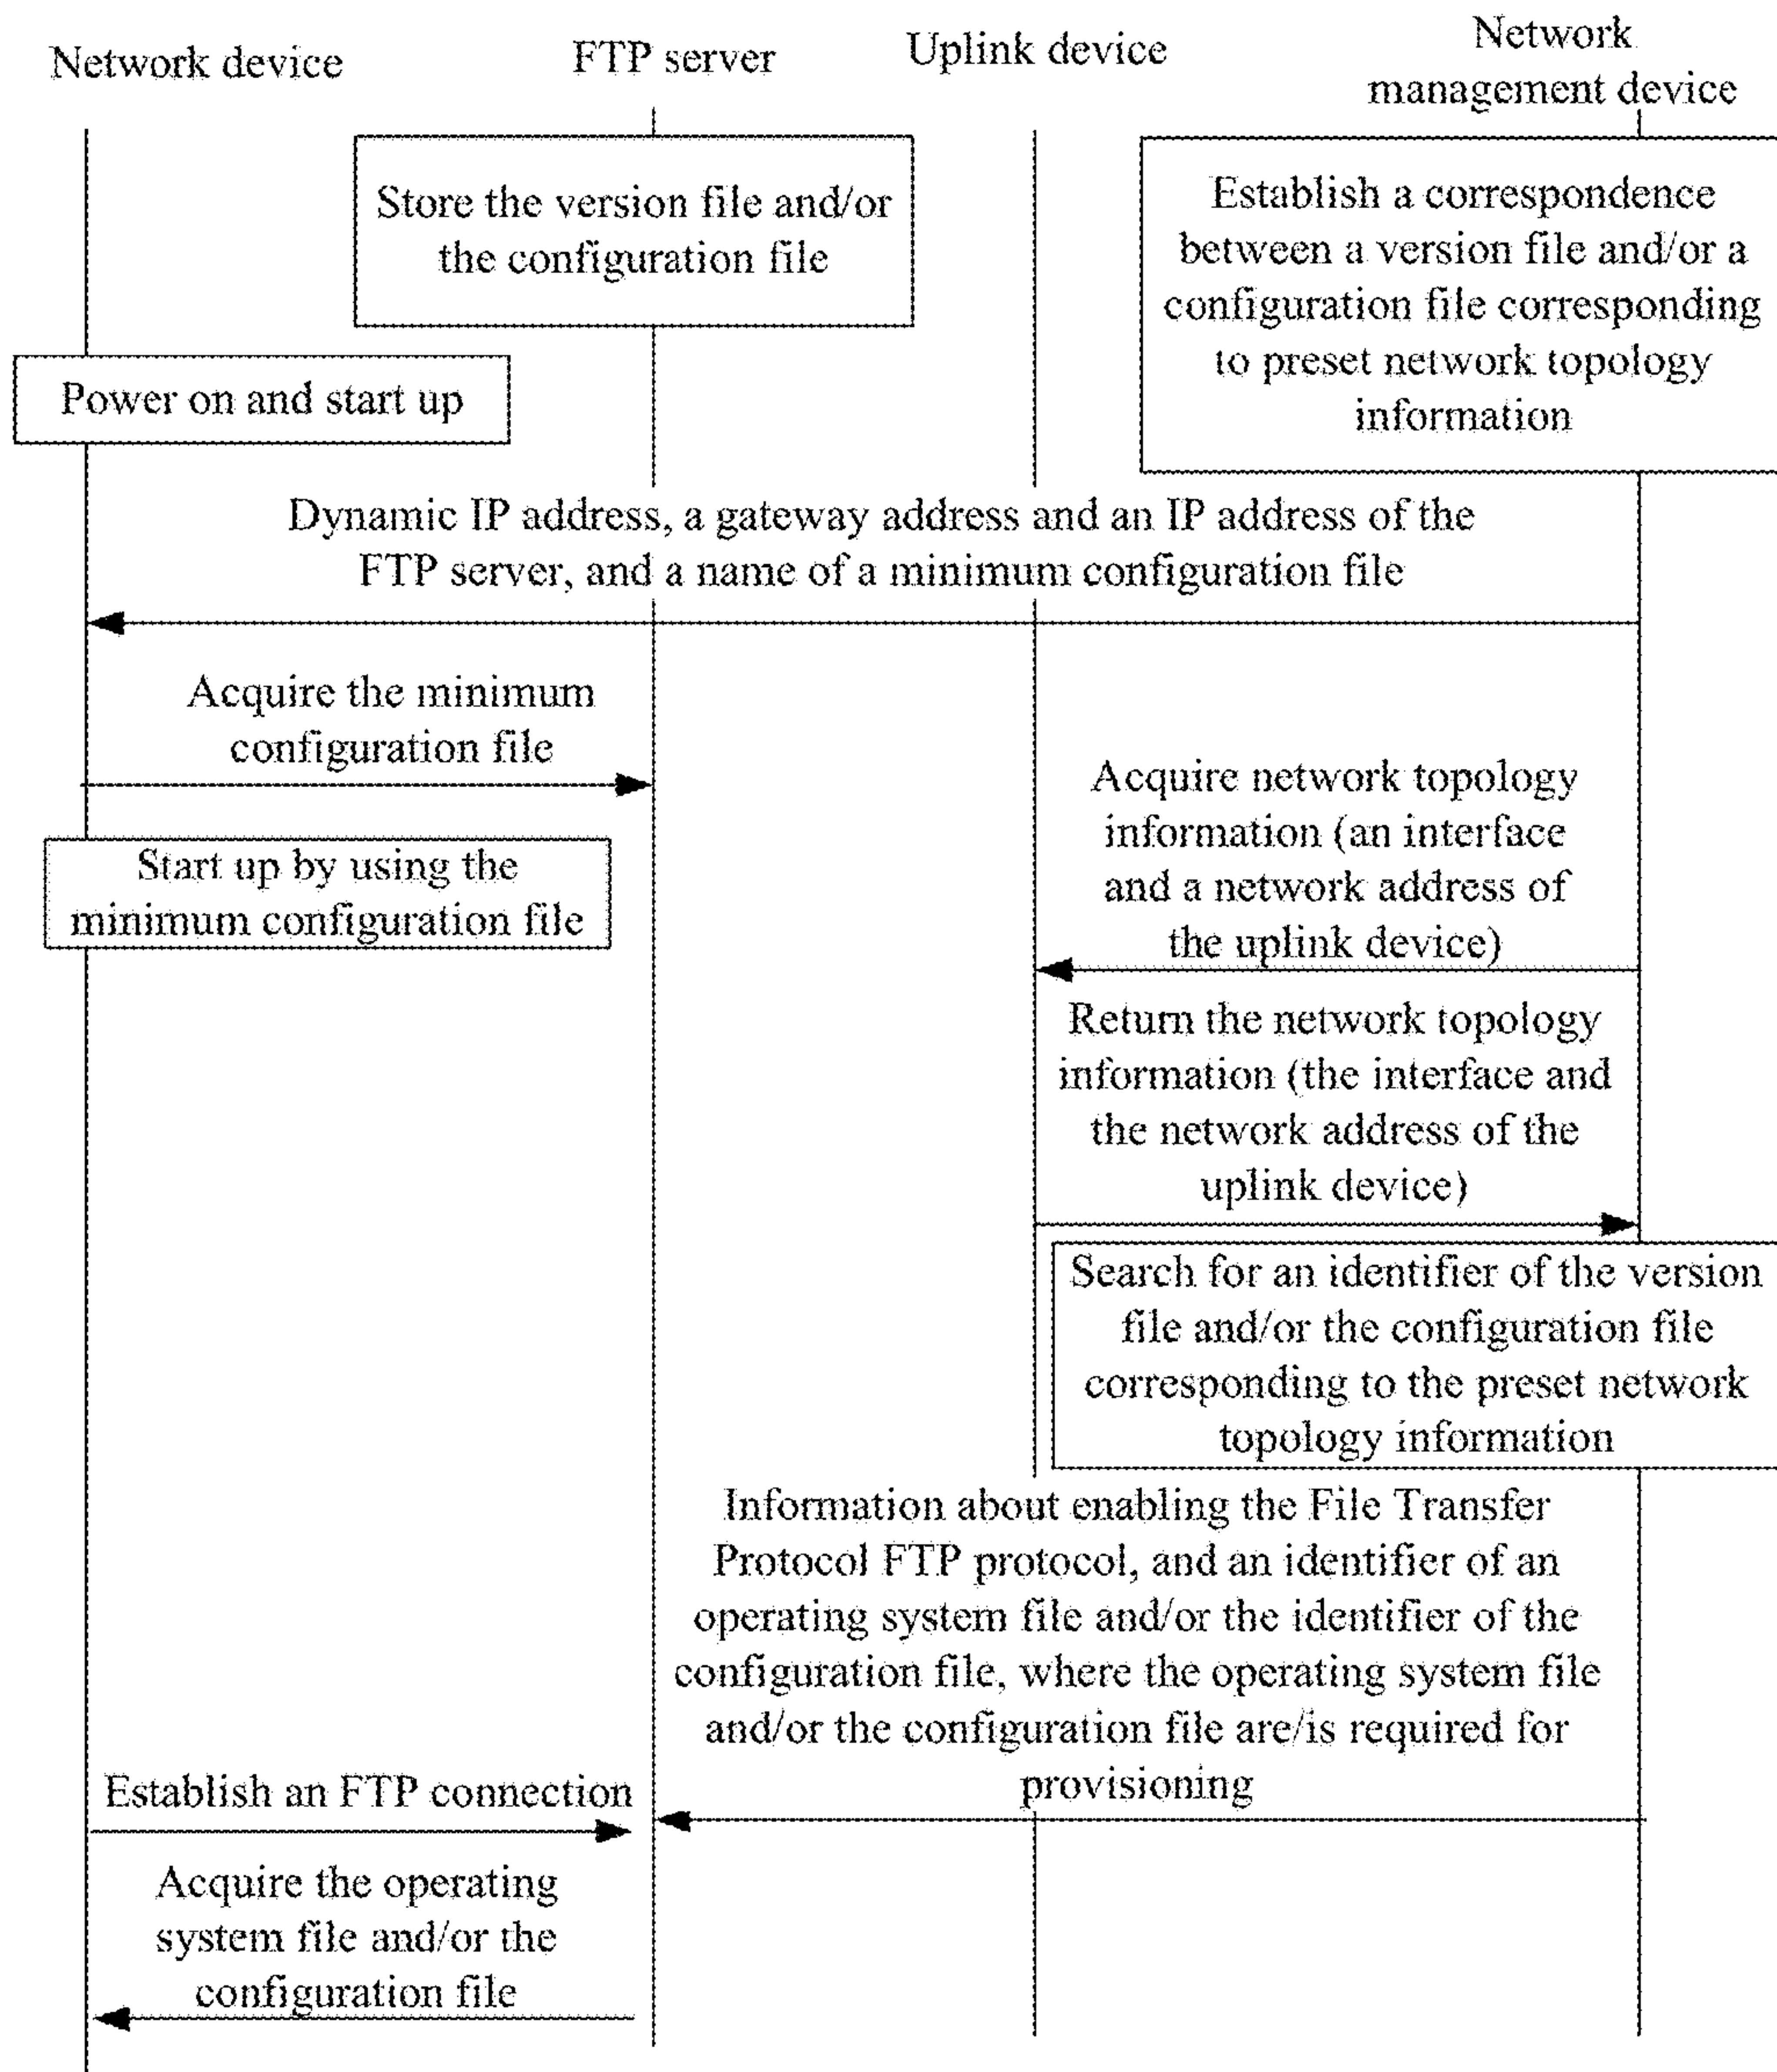 Network device
FTP server
Uplink device
Network
management device
Store the version file and/or
the configuration file
Establish a correspondence
between a version file and/or a
configuration file corresponding
to preset network topology
information
Power on and start up
Dynamic IP address, a gateway address and an IP address of the
FTP server, and a name of a minimum configuration file
Acquire the minimum
configuration file
Start up by using the
minimum configuration file
Acquire network topology
information (an interface
and a network address of
the uplink device)
Return the network topology
information (the interface and
the network address of the
uplink device)
Search for an identifier of the version
file and/or the configuration file
corresponding to the preset network
topology information
Information about enabling the File Transfer
Protocol FTP protocol, and an identifier of an
operating system file and/or the identifier of the
configuration file, where the operating system file
and/or the configuration file are/is required for
provisioning
Establish an FTP connection
Acquire the operating
system file and/or the
configuration file